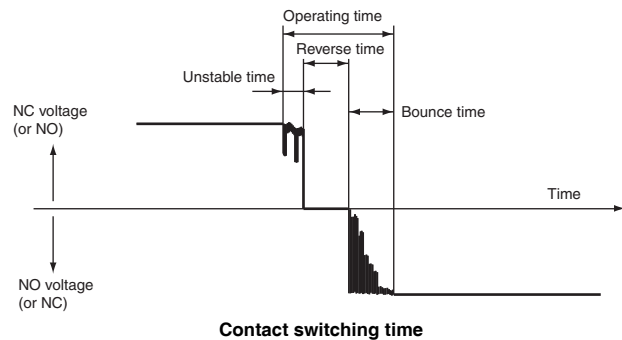 Operating time
Reverse time
Unstable time
NC voltage
(or NO)
Bounce time
Time
NO voltage
(or NC)
Contact switching time